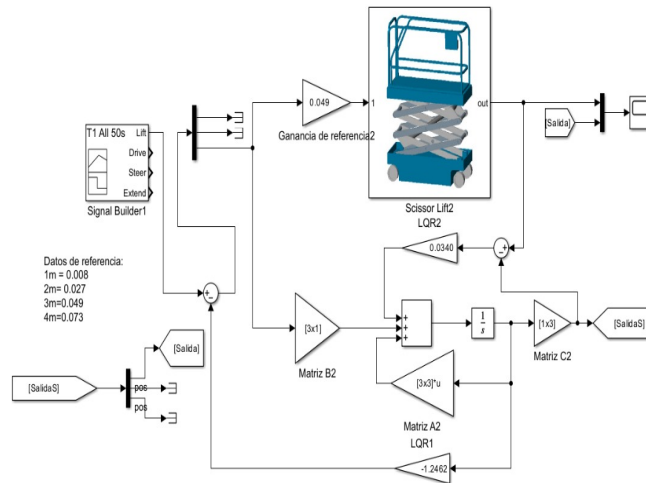 T1 All 50s
Lift
Drive
Steer
Extend
Signal Builder1
0.049
Ganancia de referencia2
1
out
Scissor Lift2
LQR2
[Salida]
0.0340
Datos de referencia:
1m = 0.008
2m= 0.027
3m=0.049
4m=0.073
[3x1]
Matriz B2
+
+
+
1
s
[1x3]
Matriz C2
[SalidaS]
[3x3]*u
Matriz A2
LQR1
-1.2462
[Salida]
[SalidaS]
pos
pos